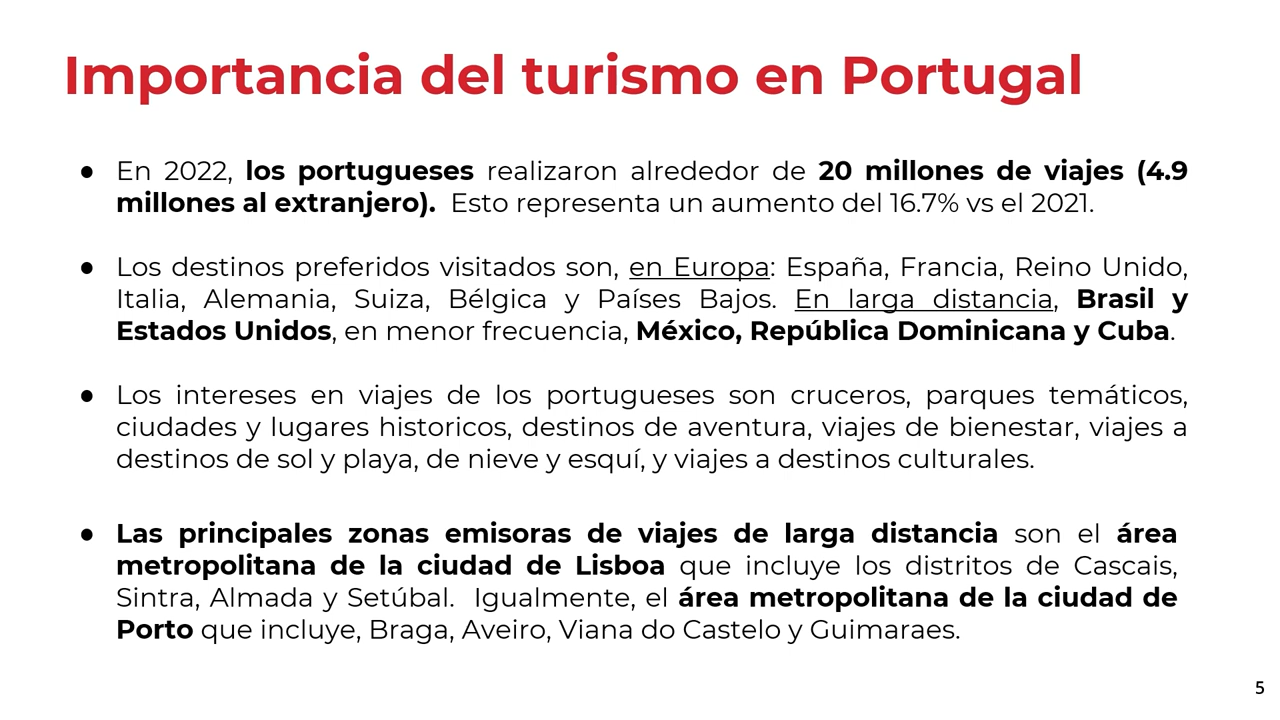 Importancia del turismo en Portugal
● En 2022, los portugueses realizaron alrededor de 20 millones de viajes (4.9
millones al extranjero). Esto representa un aumento del 16.7% vs el 2021.
● Los destinos preferidos visitados son, en Europa: España, Francia, Reino Unido,
Italia, Alemania, Suiza, Bélgica y Países Bajos. En larga distancia, Brasil y
Estados Unidos, en menor frecuencia, México, República Dominicana y Cuba.
● Los intereses en viajes de los portugueses son cruceros, parques temáticos,
ciudades y lugares historicos, destinos de aventura, viajes de bienestar, viajes a
destinos de sol y playa, de nieve y esquí, y viajes a destinos culturales.
● Las principales zonas emisoras de viajes de larga distancia son el área
metropolitana de la ciudad de Lisboa que incluye los distritos de Cascais,
Sintra, Almada y Setúbal. Igualmente, el área metropolitana de la ciudad de
Porto que incluye, Braga, Aveiro, Viana do Castelo y Guimaraes.
5